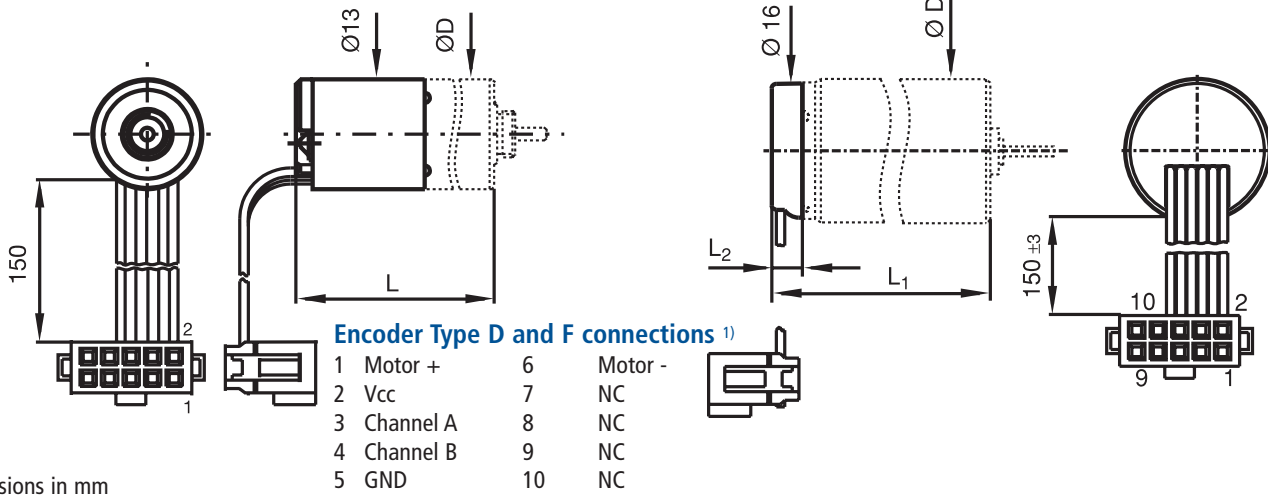 Ø13
ØD
150
2
1
L
Ø 16
Ø D
L2
L1
150 ±3
10 2
9 1
Encoder Type D and F connections 1)
1 Motor + 6 Motor -
2 Vcc 7 NC
3 Channel A 8 NC
4 Channel B 9 NC
5 GND 10 NC
sions in mm